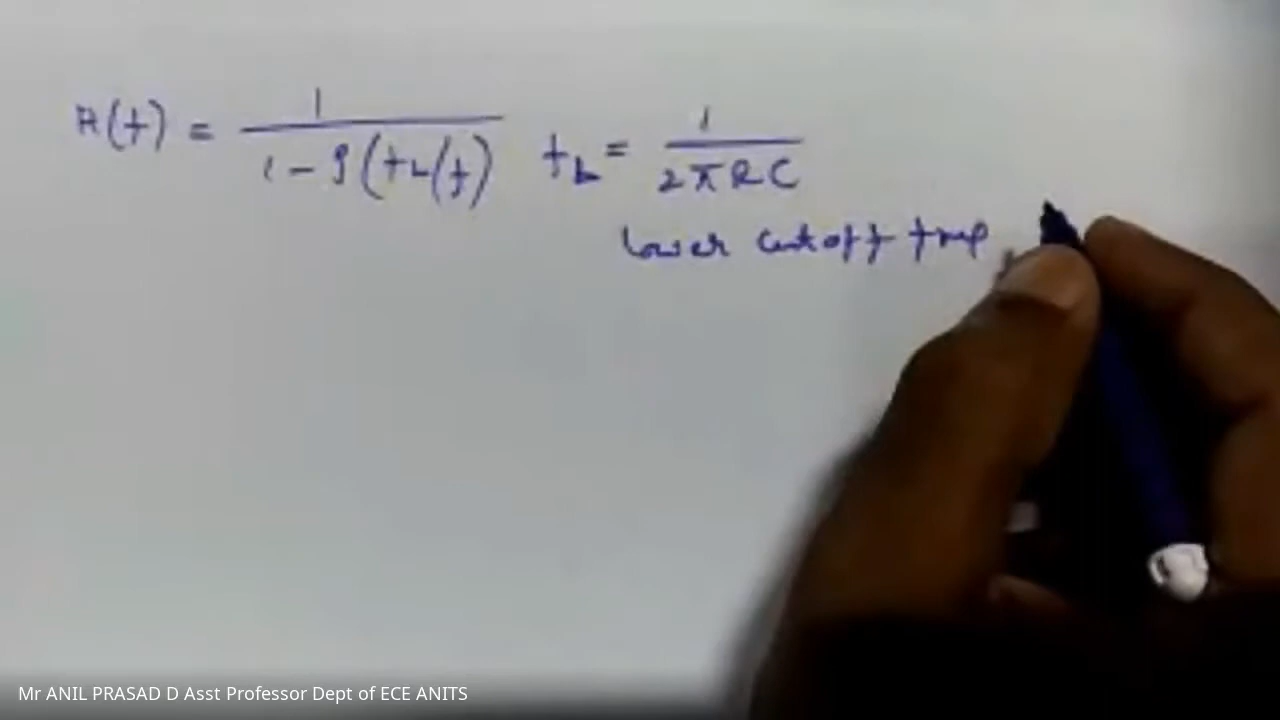 A(f) = 1 / (1 - j(fL/f)) fL = 1 / (2πRC)
lower cutoff freq
Mr ANIL PRASAD D Asst Professor Dept of ECE ANITS